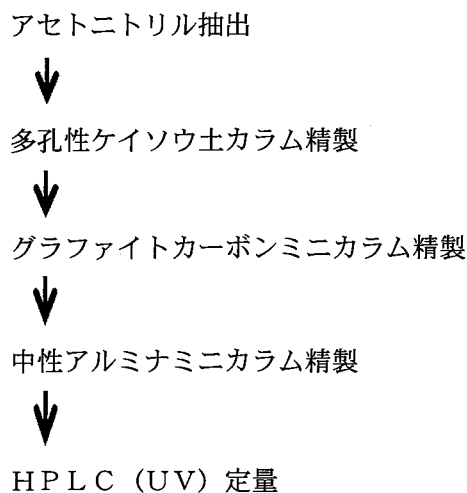 アセトニトリル抽出
多孔性ケイソウ土カラム精製
グラファイトカーボンミニカラム精製
中性アルミナミニカラム精製
ＨＰＬＣ（ＵＶ）定量